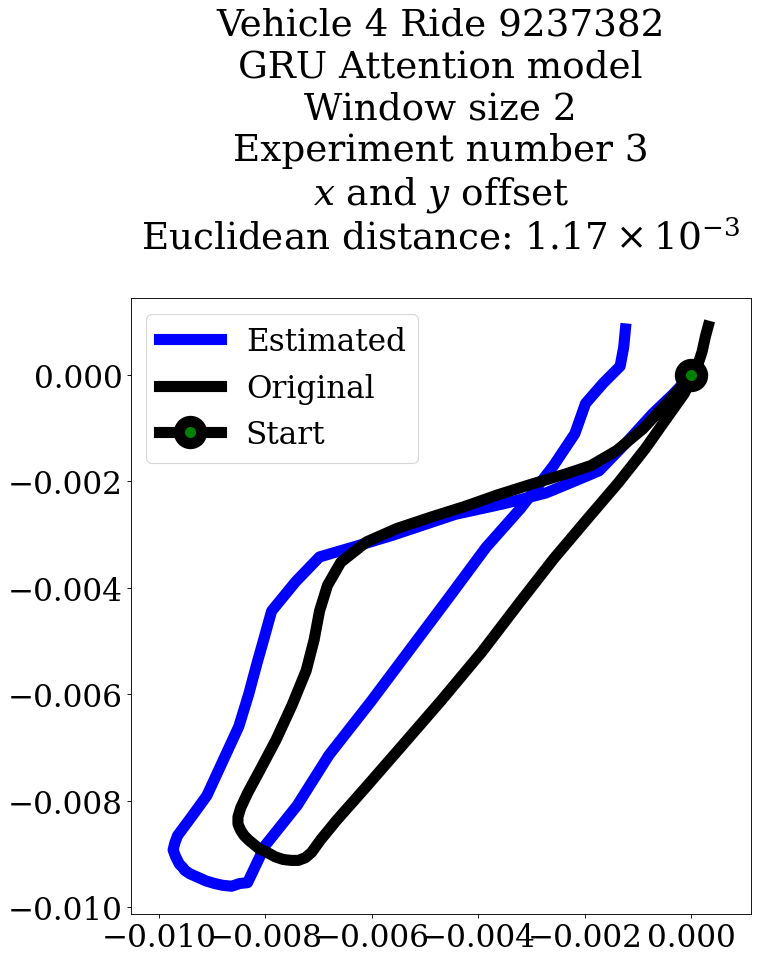 Vehicle 4 Ride 9237382
GRU Attention model
Window size 2
Experiment number 3
x and y offset
Euclidean distance: 1.17 × 10⁻³
Estimated
Original
Start
0.000
−0.002
−0.004
−0.006
−0.008
−0.010
−0.010 −0.008 −0.006 −0.004 −0.002 0.000